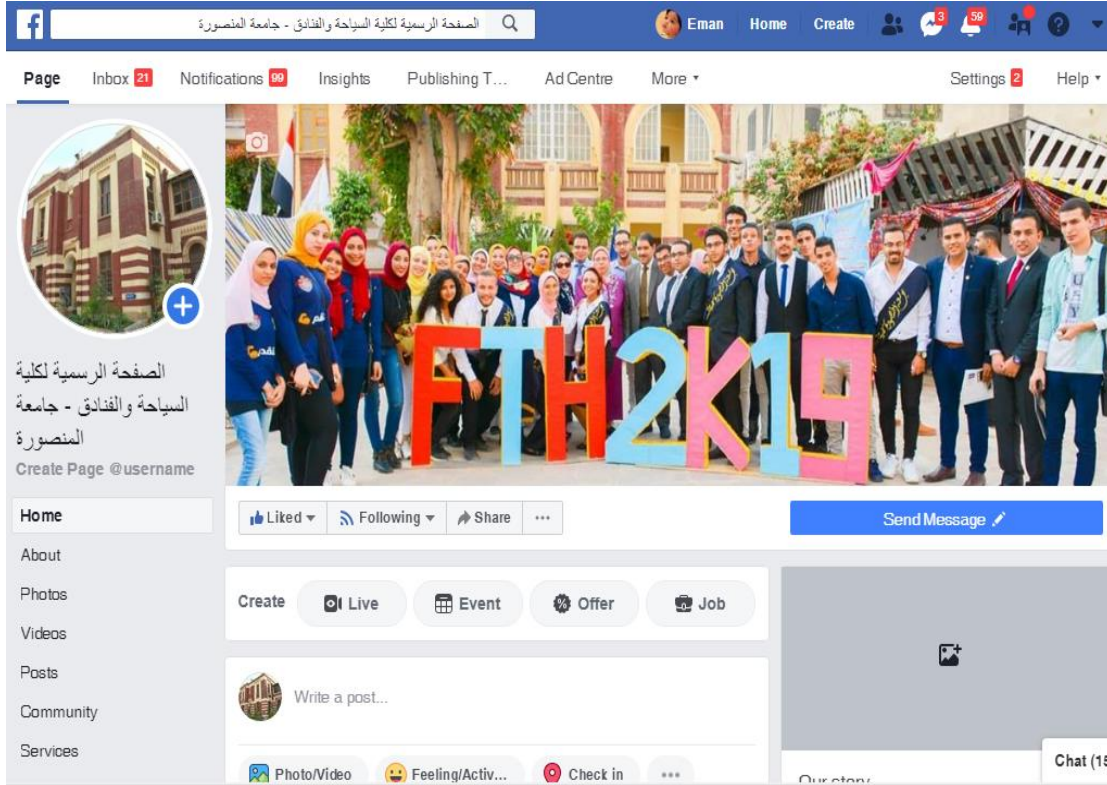 f
الصفحة الرسمية لكلية السياحة والفنادق - جامعة المنصورة
Eman Home Create 3 59
Page Inbox 21 Notifications 99 Insights Publishing T... Ad Centre More Settings 2 Help
الصفحة الرسمية لكلية
السياحة والفنادق - جامعة
المنصورة
Create Page @username
FTH2K19
Home
About
Photos
Videos
Posts
Community
Services
Liked Following Share ... Send Message
Create Live Event Offer Job
Write a post...
Photo/Video Feeling/Activ... Check in ...
Our story
Chat (15